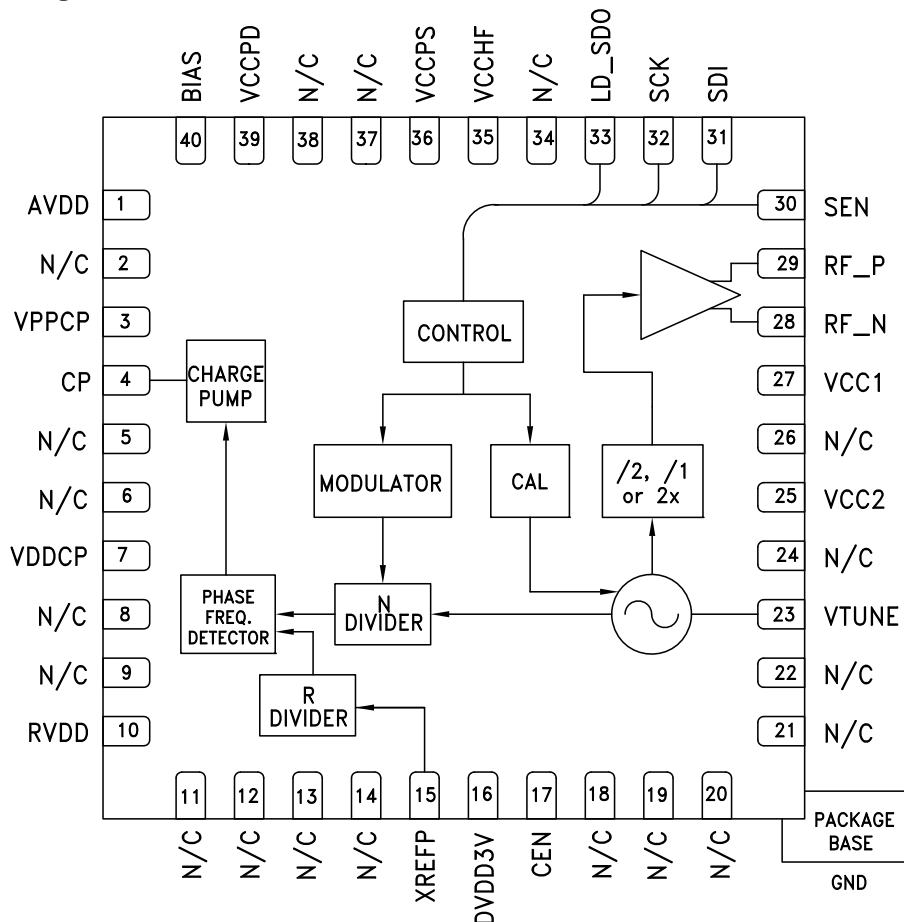 BIAS
VCCPD
N/C
N/C
VCCPS
VCCHF
N/C
LD_SDO
SCK
SDI
40
39
38
37
36
35
34
33
32
31
AVDD 1
N/C 2
VPPCP 3
CP 4
N/C 5
N/C 6
VDDCP 7
N/C 8
N/C 9
RVDD 10
30 SEN
29 RF_P
28 RF_N
27 VCC1
26 N/C
25 VCC2
24 N/C
23 VTUNE
22 N/C
21 N/C
CONTROL
CHARGE
PUMP
MODULATOR
CAL
/2, /1
or 2x
PHASE
FREQ.
DETECTOR
N
DIVIDER
R
DIVIDER
11
12
13
14
15
16
17
18
19
20
N/C
N/C
N/C
N/C
XREFP
DVDD3V
CEN
N/C
N/C
N/C
PACKAGE
BASE
GND